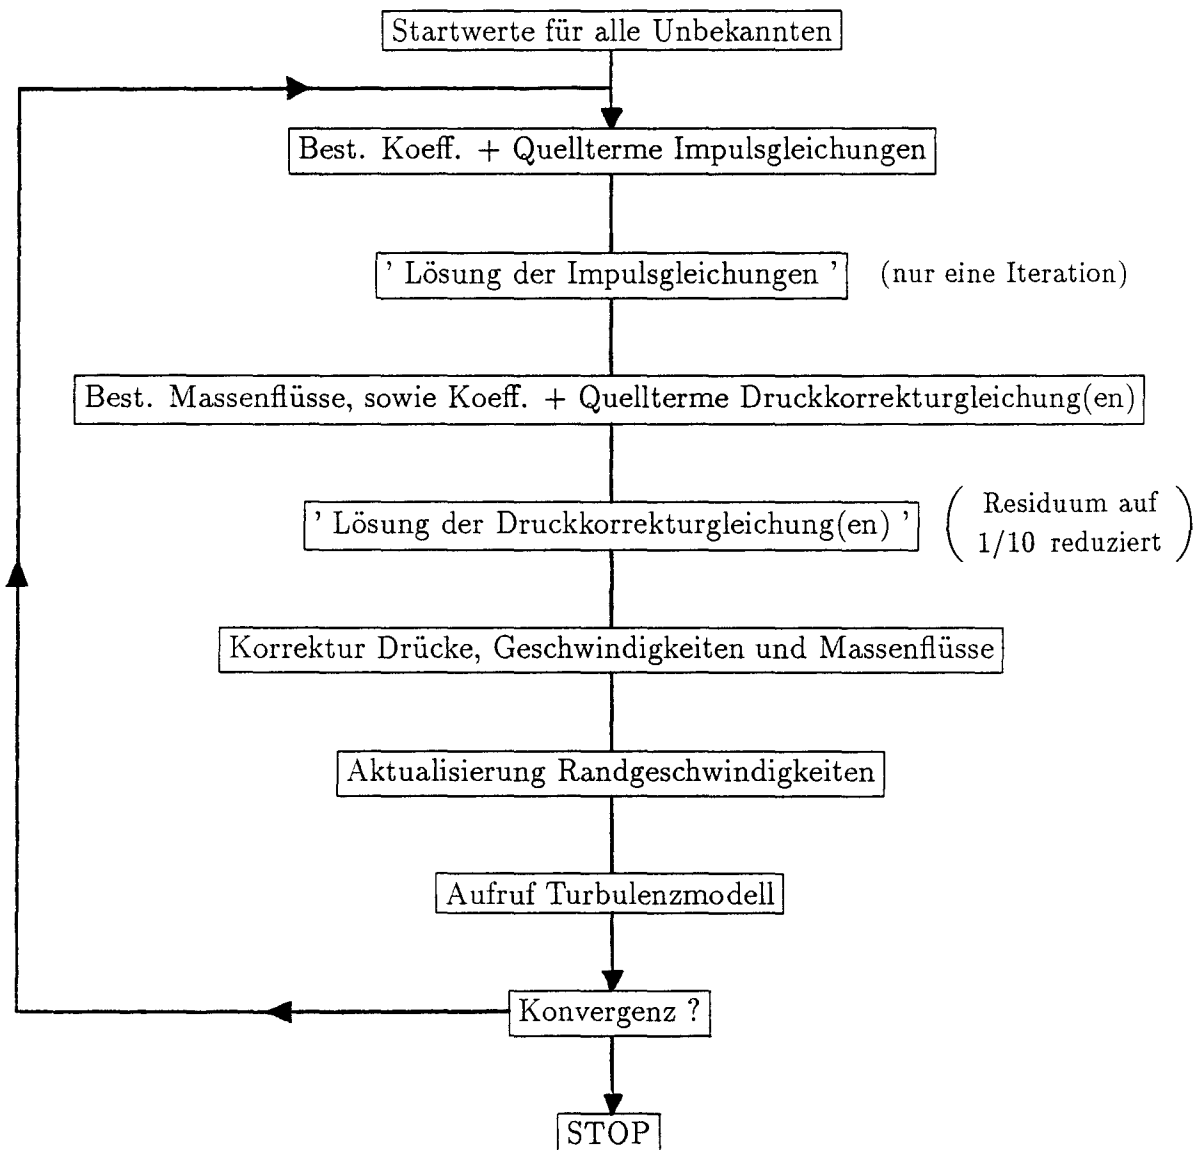 Startwerte für alle Unbekannten
Best. Koeff. + Quellterme Impulsgleichungen
' Lösung der Impulsgleichungen ' (nur eine Iteration)
Best. Massenflüsse, sowie Koeff. + Quellterme Druckkorrekturgleichung(en)
' Lösung der Druckkorrekturgleichung(en) '
( Residuum auf
1/10 reduziert )
Korrektur Drücke, Geschwindigkeiten und Massenflüsse
Aktualisierung Randgeschwindigkeiten
Aufruf Turbulenzmodell
Konvergenz ?
STOP